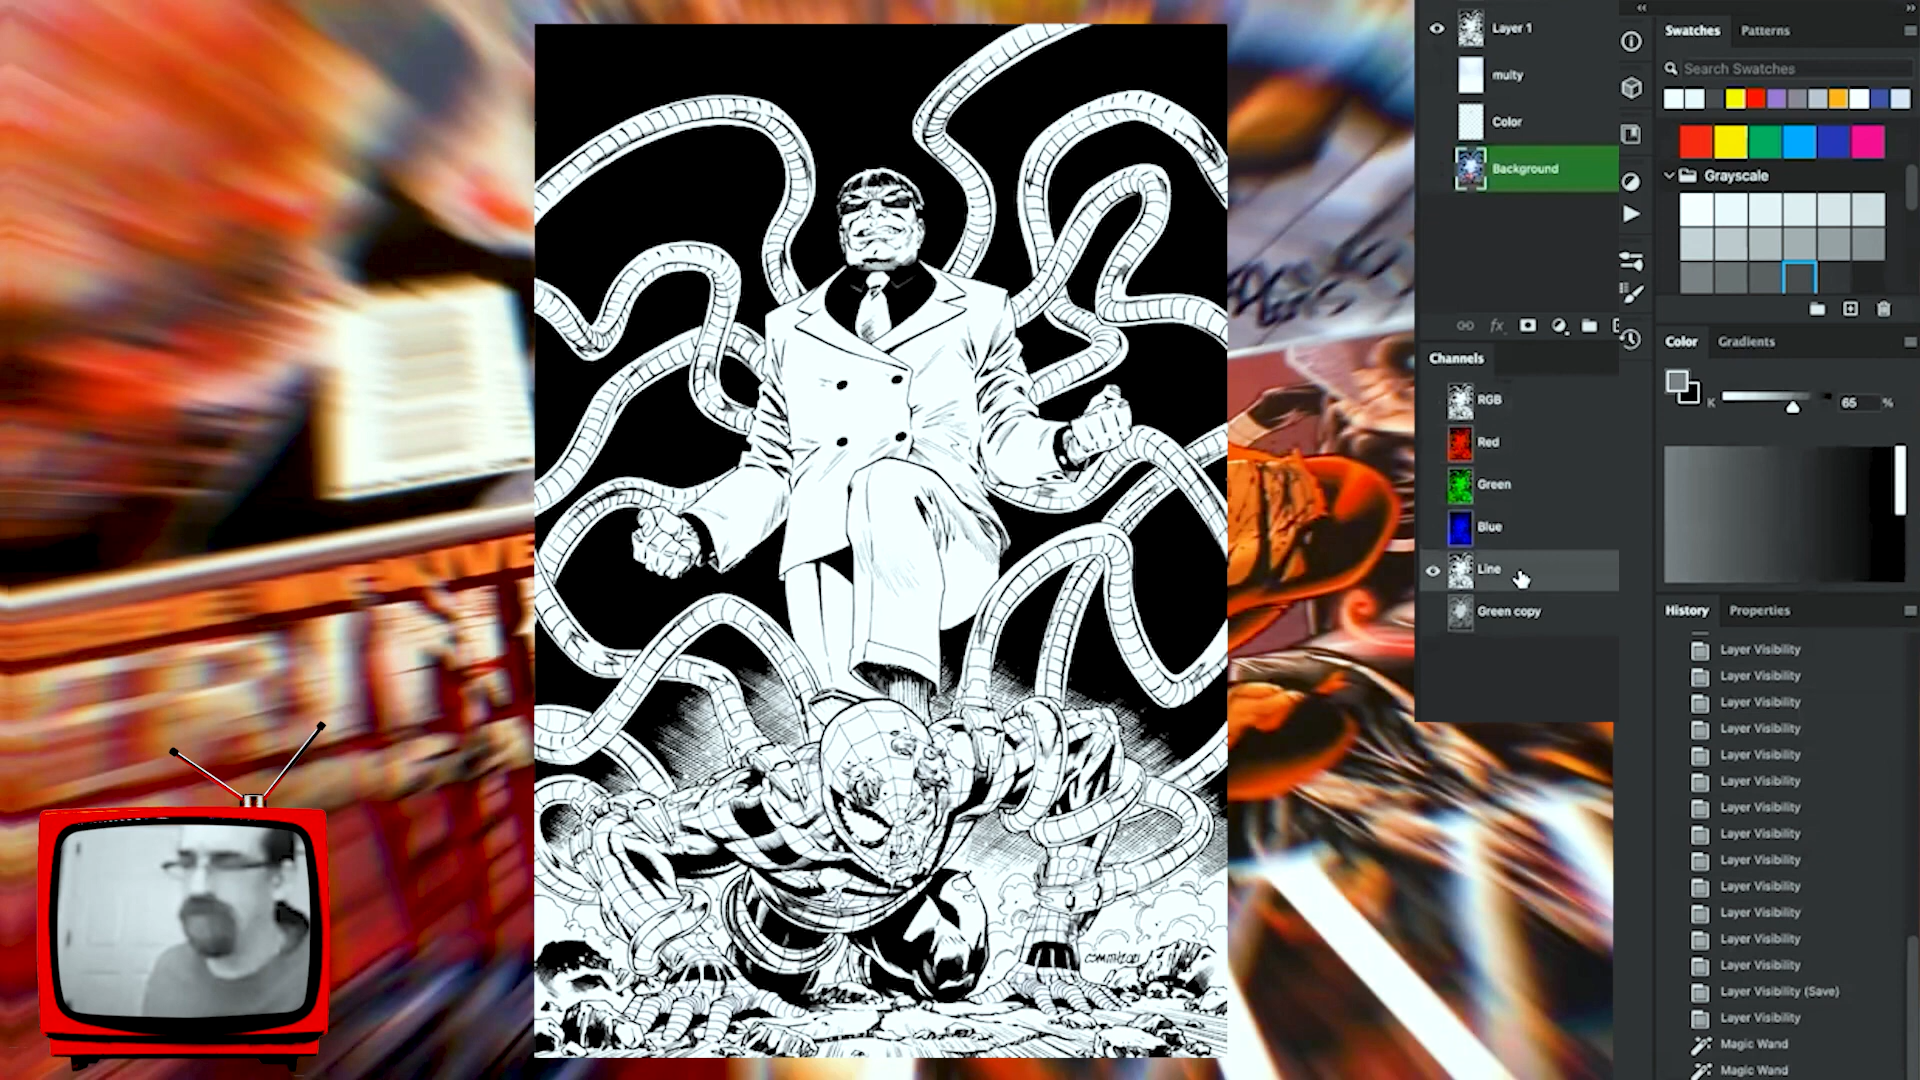 Layer 1
multy
Color
Background
fx
Channels
RGB
Red
Green
Blue
Line
Green copy
Swatches Patterns
Search Swatches
Grayscale
Color Gradients
K 65 %
History Properties
Layer Visibility
Layer Visibility
Layer Visibility
Layer Visibility
Layer Visibility
Layer Visibility
Layer Visibility
Layer Visibility
Layer Visibility
Layer Visibility
Layer Visibility
Layer Visibility
Layer Visibility
Layer Visibility (Save)
Layer Visibility
Magic Wand
Magic Wand